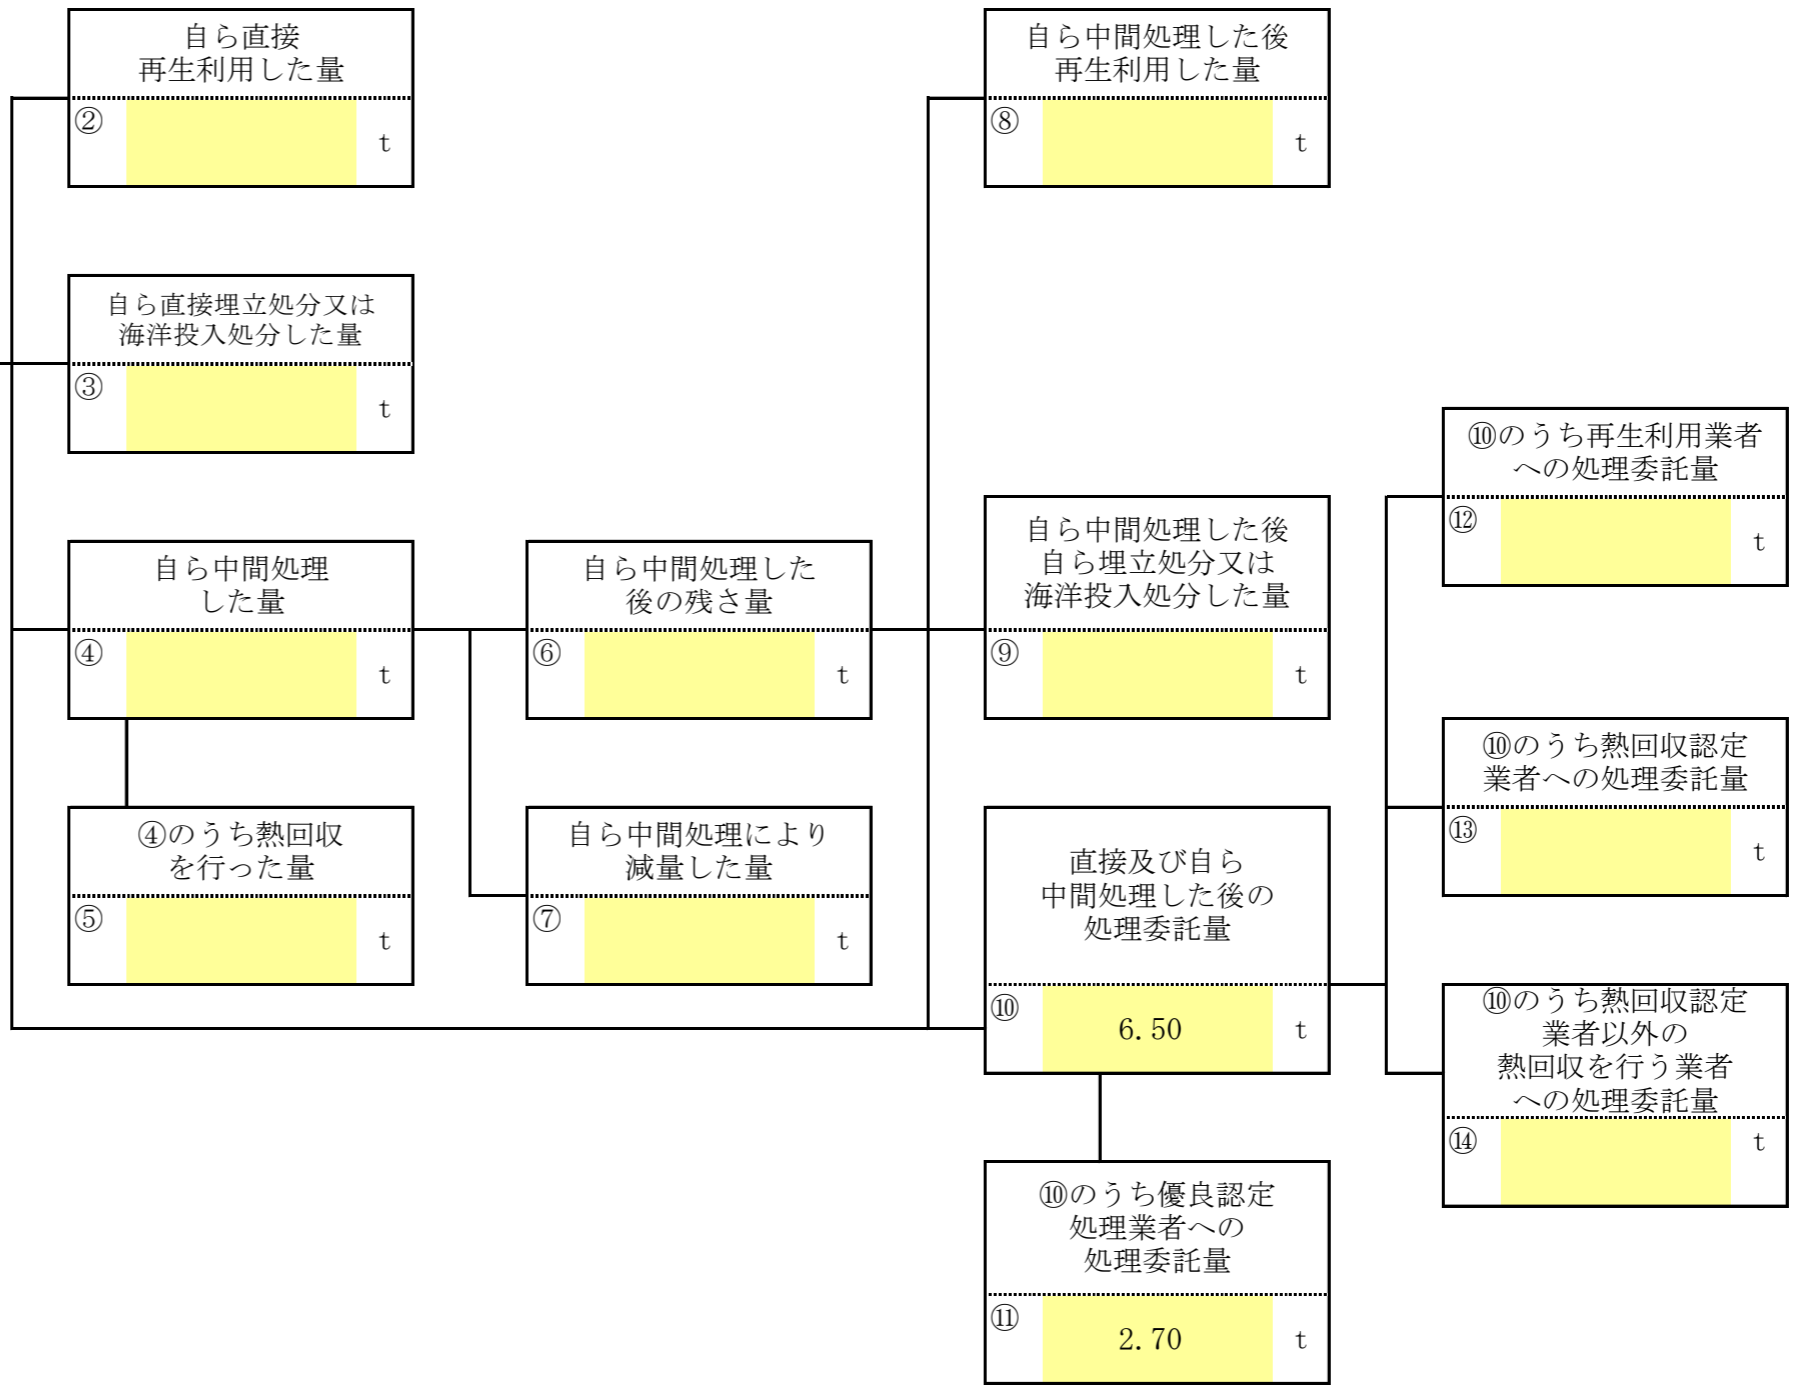 自ら直接
再生利用した量
②
t
自ら中間処理した後
再生利用した量
⑧
t
自ら直接埋立処分又は
海洋投入処分した量
③
t
⑩のうち再生利用業者
への処理委託量
⑫
t
自ら中間処理
した量
④
t
自ら中間処理した
後の残さ量
⑥
t
自ら中間処理した後
自ら埋立処分又は
海洋投入処分した量
⑨
t
⑩のうち熱回収認定
業者への処理委託量
⑬
t
④のうち熱回収
を行った量
⑤
t
自ら中間処理により
減量した量
⑦
t
直接及び自ら
中間処理した後の
処理委託量
⑩
6.50
t
⑩のうち熱回収認定
業者以外の
熱回収を行う業者
への処理委託量
⑭
t
⑩のうち優良認定
処理業者への
処理委託量
⑪
2.70
t